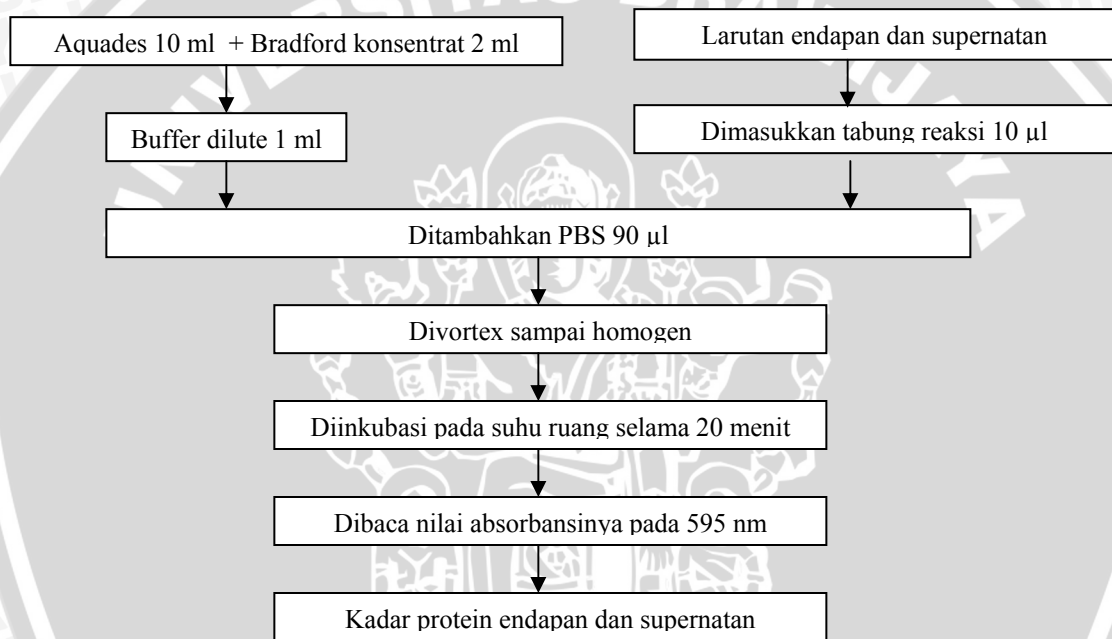 Aquades 10 ml + Bradford konsentrat 2 ml
Larutan endapan dan supernatan
Buffer dilute 1 ml
Dimasukkan tabung reaksi 10 µl
Ditambahkan PBS 90 µl
Divortex sampai homogen
Diinkubasi pada suhu ruang selama 20 menit
Dibaca nilai absorbansinya pada 595 nm
Kadar protein endapan dan supernatan